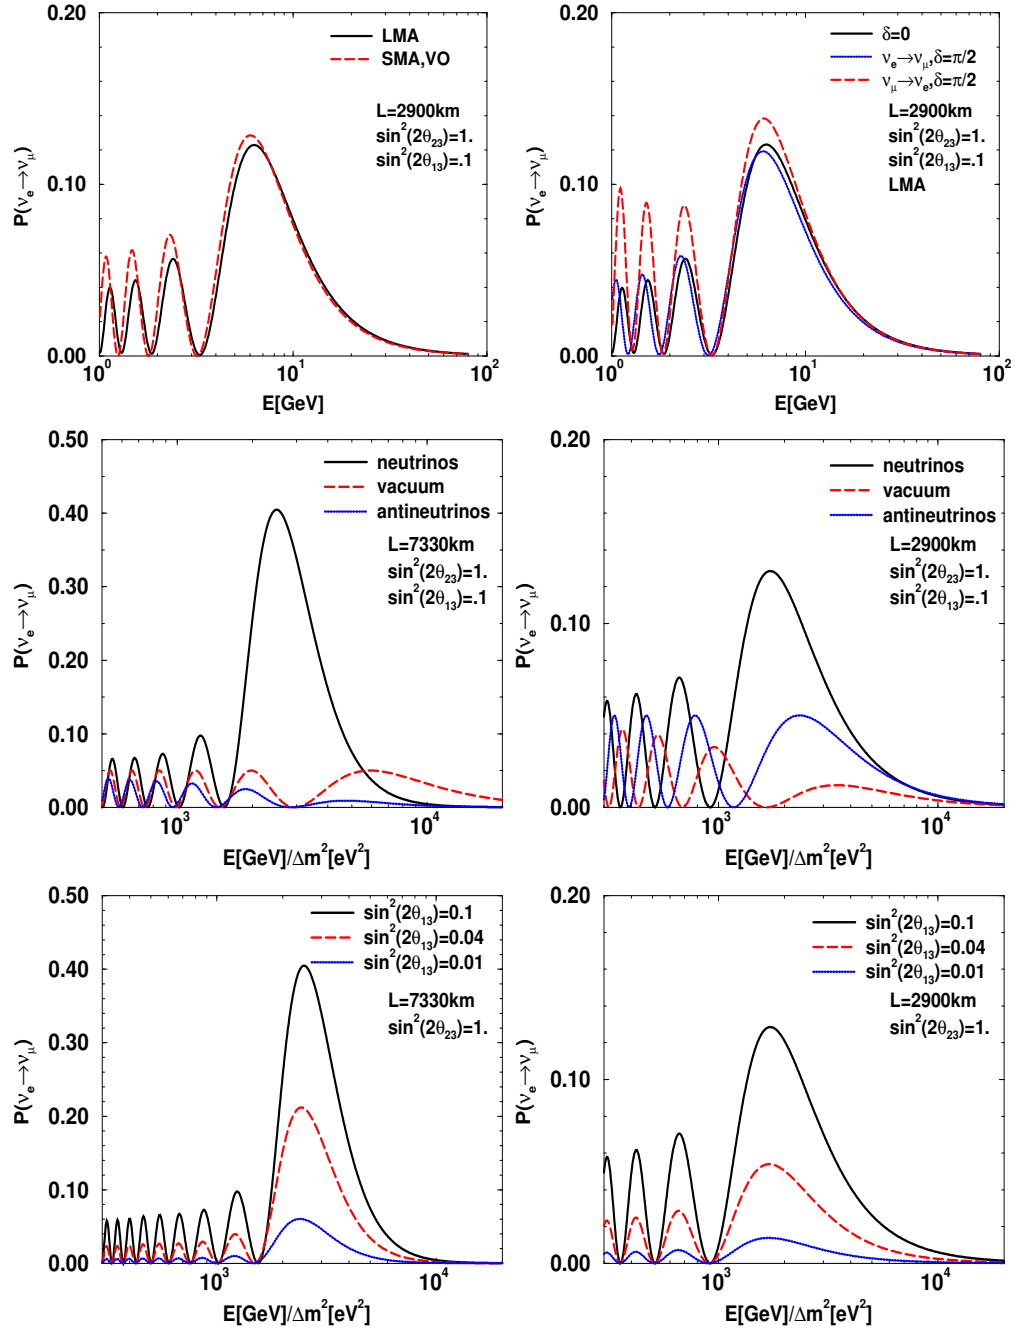 0.20
LMA
SMA,VO
L=2900km
sin²(2θ₂₃)=1.
sin²(2θ₁₃)=.1
0.10
0.00
10⁰
10¹
10²
E[GeV]
P(νₑ→ν_μ)
0.20
δ=0
νₑ→ν_μ,δ=π/2
ν_μ→νₑ,δ=π/2
L=2900km
sin²(2θ₂₃)=1.
sin²(2θ₁₃)=.1
LMA
0.10
0.00
10⁰
10¹
10²
E[GeV]
P(νₑ→ν_μ)
0.50
neutrinos
vacuum
antineutrinos
L=7330km
sin²(2θ₂₃)=1.
sin²(2θ₁₃)=.1
0.40
0.30
0.20
0.10
0.00
10³
10⁴
E[GeV]/Δm²[eV²]
P(νₑ→ν_μ)
0.20
neutrinos
vacuum
antineutrinos
L=2900km
sin²(2θ₂₃)=1.
sin²(2θ₁₃)=.1
0.10
0.00
10³
10⁴
E[GeV]/Δm²[eV²]
P(νₑ→ν_μ)
0.50
sin²(2θ₁₃)=0.1
sin²(2θ₁₃)=0.04
sin²(2θ₁₃)=0.01
L=7330km
sin²(2θ₂₃)=1.
0.40
0.30
0.20
0.10
0.00
10³
10⁴
E[GeV]/Δm²[eV²]
P(νₑ→ν_μ)
0.20
sin²(2θ₁₃)=0.1
sin²(2θ₁₃)=0.04
sin²(2θ₁₃)=0.01
L=2900km
sin²(2θ₂₃)=1.
0.10
0.00
10³
10⁴
E[GeV]/Δm²[eV²]
P(νₑ→ν_μ)